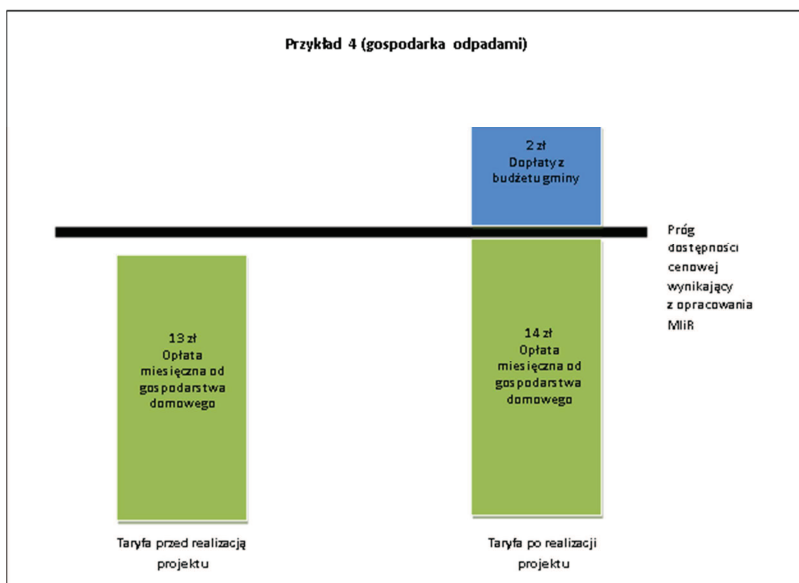 Przykład 4 (gospodarka odpadami)
2 zł
Dopłaty z
budżetu gminy
Próg
dostępności
cenowej
wynikający
z opracowania
MIiR
13 zł
Opłata
miesięczna od
gospodarstwa
domowego
14 zł
Opłata
miesięczna od
gospodarstwa
domowego
Taryfa przed realizacją
projektu
Taryfa po realizacji
projektu